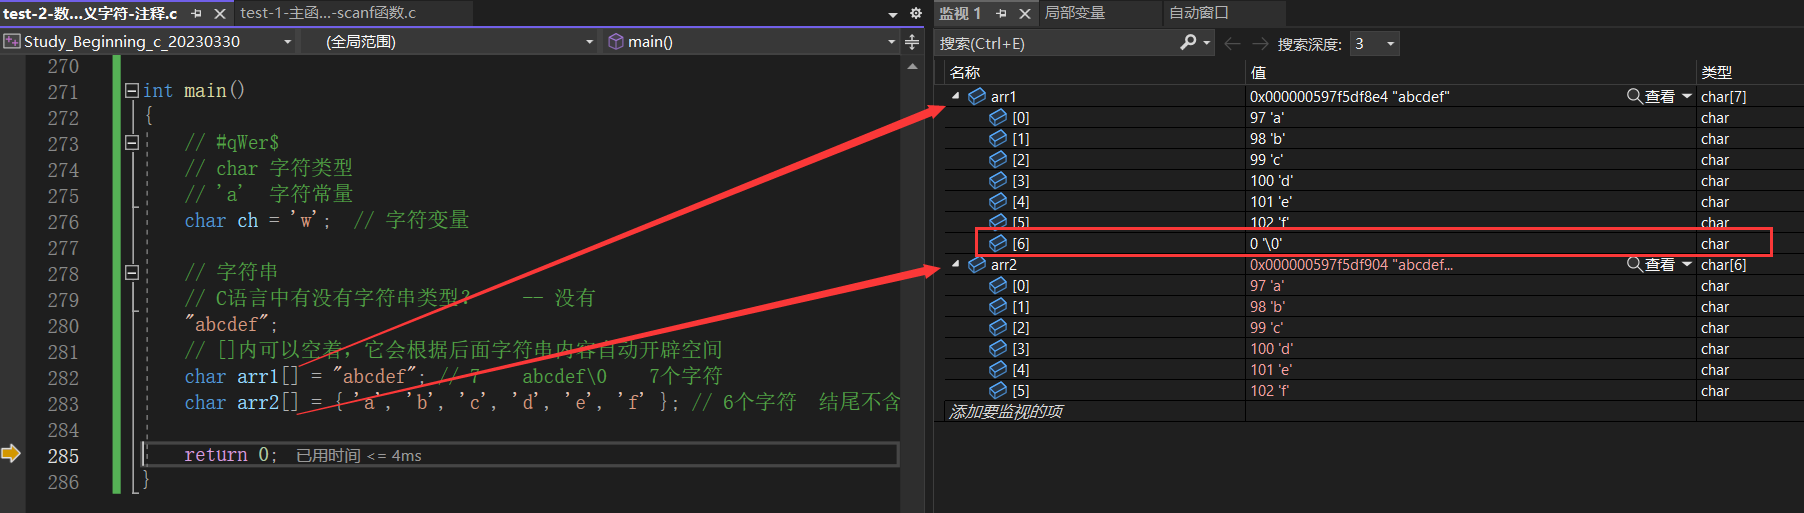 test-2-数...义字符-注释.c
test-1-主函...-scanf函数.c
Study_Beginning_c_20230330
(全局范围)
main()
270
271 int main()
272 {
273 // #qWer$
274 // char 字符类型
275 // 'a' 字符常量
276 char ch = 'w'; // 字符变量
277
278 // 字符串
279 // C语言中有没有字符串类型? -- 没有
280 "abcdef";
281 // []内可以空着，它会根据后面字符串内容自动开辟空间
282 char arr1[] = "abcdef"; // 7 abcdef\0 7个字符
283 char arr2[] = { 'a', 'b', 'c', 'd', 'e', 'f' }; // 6个字符 结尾不含
284
285 return 0; 已用时间 <= 4ms
286 }
监视 1
局部变量
自动窗口
搜索(Ctrl+E)
搜索深度: 3
名称 值 类型
arr1 0x000000597f5df8e4 "abcdef" 查看 char[7]
[0] 97 'a' char
[1] 98 'b' char
[2] 99 'c' char
[3] 100 'd' char
[4] 101 'e' char
[5] 102 'f' char
[6] 0 '\0' char
arr2 0x000000597f5df904 "abcdef... 查看 char[6]
[0] 97 'a' char
[1] 98 'b' char
[2] 99 'c' char
[3] 100 'd' char
[4] 101 'e' char
[5] 102 'f' char
添加要监视的项